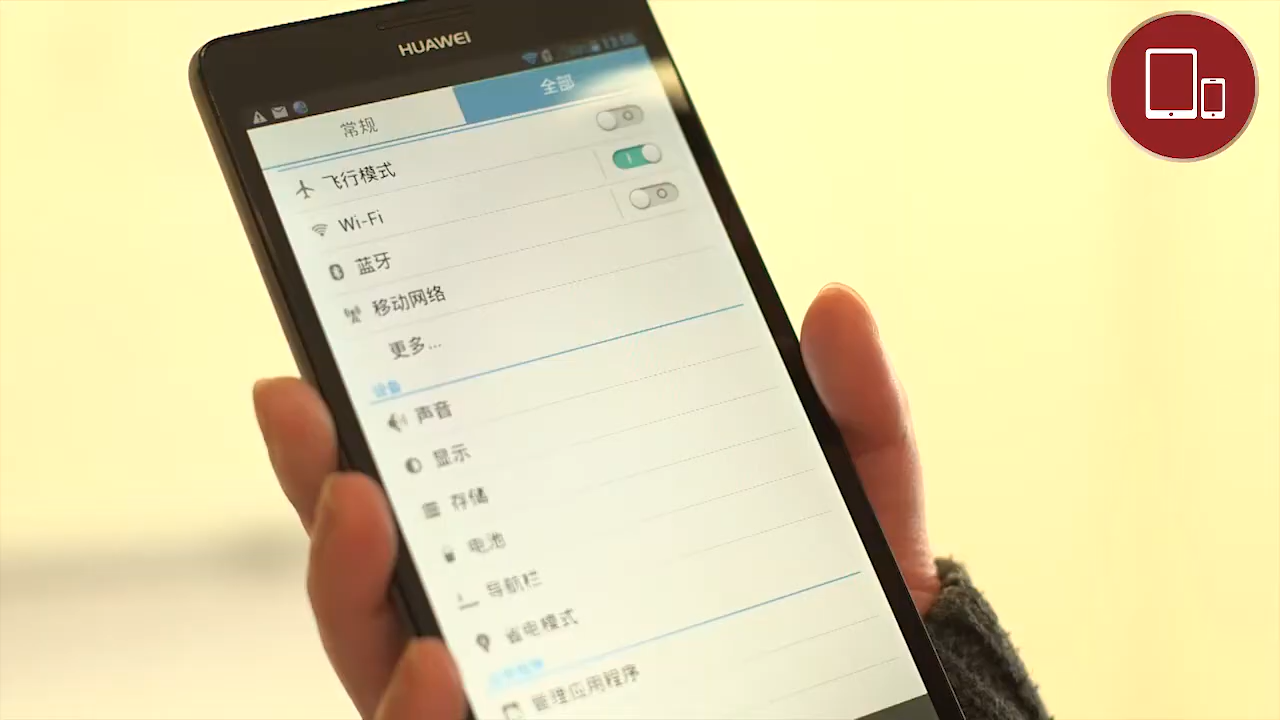 HUAWEI
常规
全部
飞行模式
Wi-Fi
蓝牙
移动网络
更多...
设备
声音
显示
存储
电池
导航栏
省电模式
管理应用程序